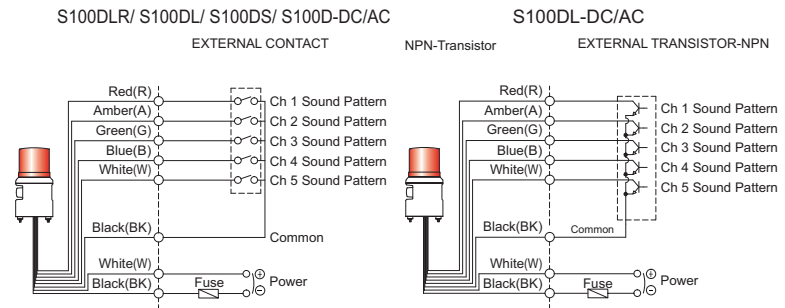 S100DLR/ S100DL/ S100DS/ S100D-DC/AC
EXTERNAL CONTACT
Red(R)
Amber(A)
Green(G)
Blue(B)
White(W)
Ch 1 Sound Pattern
Ch 2 Sound Pattern
Ch 3 Sound Pattern
Ch 4 Sound Pattern
Ch 5 Sound Pattern
Black(BK)
Common
White(W)
Black(BK)
Fuse
⊕
⊖
Power
S100DL-DC/AC
NPN-Transistor
EXTERNAL TRANSISTOR-NPN
Red(R)
Amber(A)
Green(G)
Blue(B)
White(W)
Ch 1 Sound Pattern
Ch 2 Sound Pattern
Ch 3 Sound Pattern
Ch 4 Sound Pattern
Ch 5 Sound Pattern
Black(BK)
Common
White(W)
Black(BK)
Fuse
⊕
⊖
Power